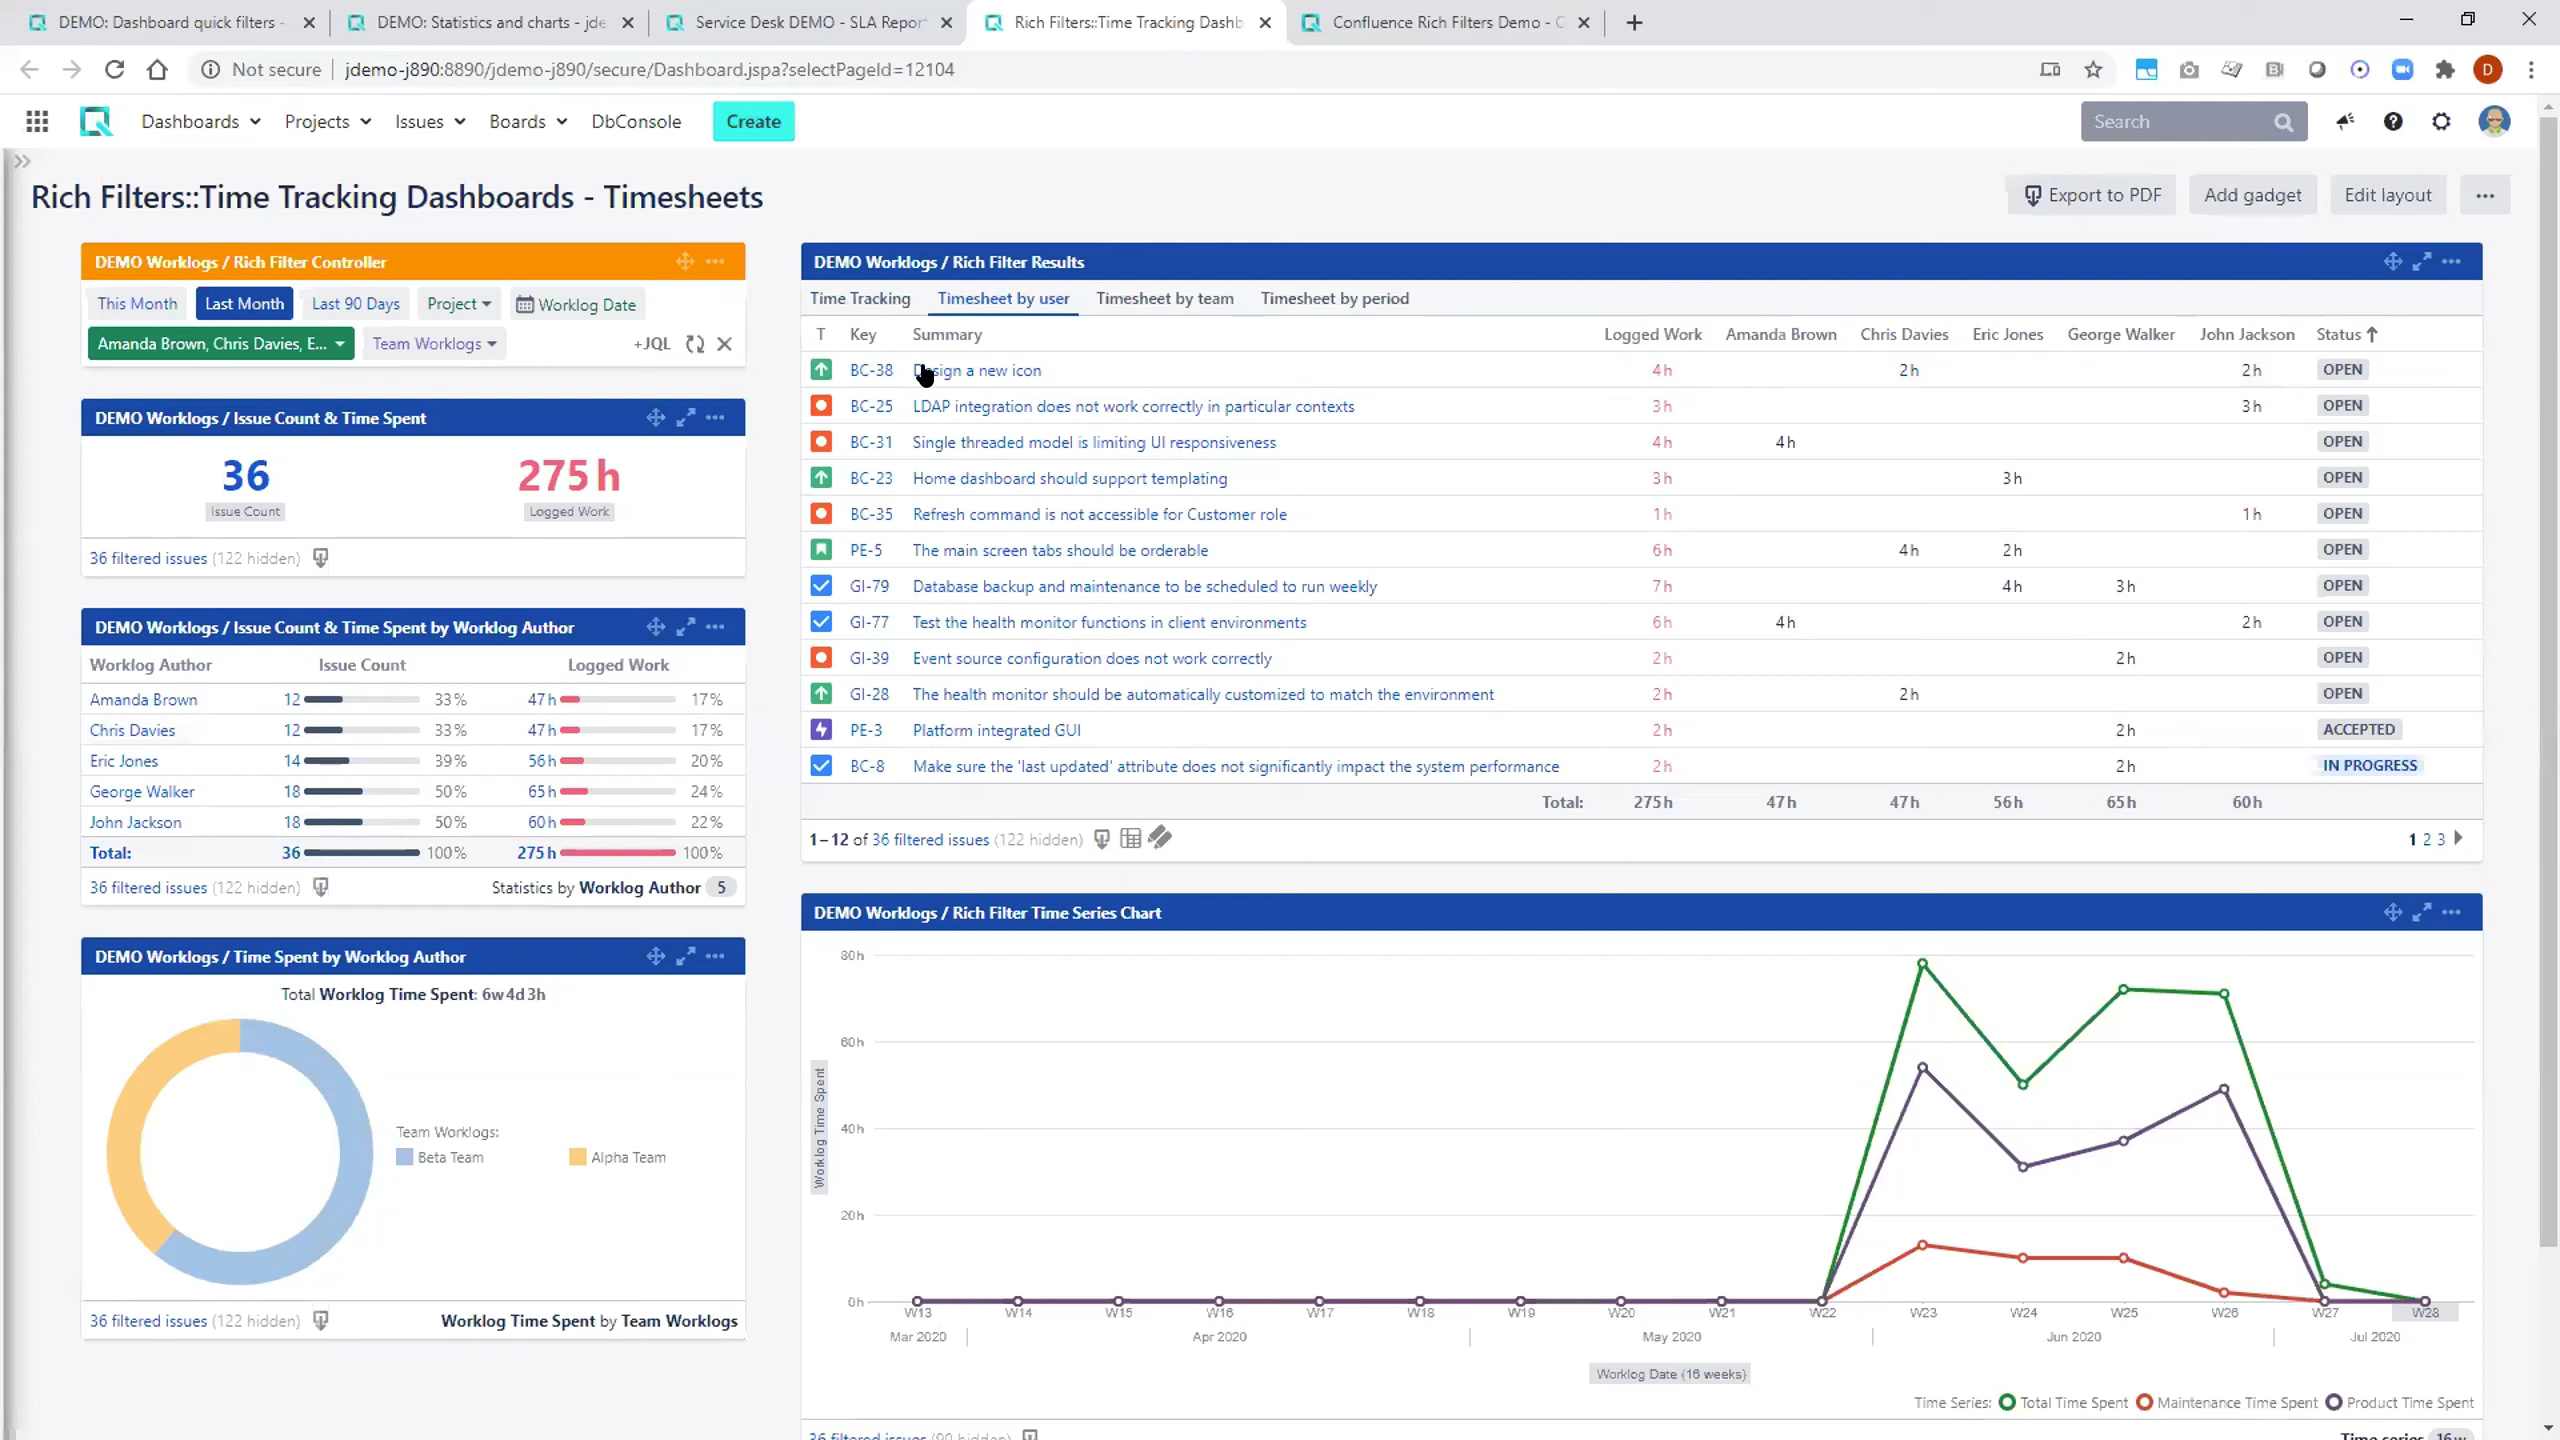 DEMO: Dashboard quick filters -
DEMO: Statistics and charts - jde
Service Desk DEMO - SLA Report
Rich Filters::Time Tracking Dashb
Confluence Rich Filters Demo - C
Not secure
jdemo-j890:8890/jdemo-j890/secure/Dashboard.jspa?selectPageId=12104
D
Dashboards Projects Issues Boards DbConsole Create
Search
Rich Filters::Time Tracking Dashboards - Timesheets
Export to PDF Add gadget Edit layout
DEMO Worklogs / Rich Filter Controller
This Month Last Month Last 90 Days Project Worklog Date
Amanda Brown, Chris Davies, E... Team Worklogs +JQL
DEMO Worklogs / Issue Count & Time Spent
36 275h
Issue Count Logged Work
36 filtered issues (122 hidden)
DEMO Worklogs / Issue Count & Time Spent by Worklog Author
Worklog Author Issue Count Logged Work
Amanda Brown 12 33% 47h 17%
Chris Davies 12 33% 47h 17%
Eric Jones 14 39% 56h 20%
George Walker 18 50% 65h 24%
John Jackson 18 50% 60h 22%
Total: 36 100% 275h 100%
36 filtered issues (122 hidden) Statistics by Worklog Author 5
DEMO Worklogs / Time Spent by Worklog Author
Total Worklog Time Spent: 6w4d3h
Team Worklogs:
Beta Team Alpha Team
36 filtered issues (122 hidden) Worklog Time Spent by Team Worklogs
DEMO Worklogs / Rich Filter Results
Time Tracking Timesheet by user Timesheet by team Timesheet by period
T Key Summary Logged Work Amanda Brown Chris Davies Eric Jones George Walker John Jackson Status
BC-38 Design a new icon 4h 2h 2h OPEN
BC-25 LDAP integration does not work correctly in particular contexts 3h 3h OPEN
BC-31 Single threaded model is limiting UI responsiveness 4h 4h OPEN
BC-23 Home dashboard should support templating 3h 3h OPEN
BC-35 Refresh command is not accessible for Customer role 1h 1h OPEN
PE-5 The main screen tabs should be orderable 6h 4h 2h OPEN
GI-79 Database backup and maintenance to be scheduled to run weekly 7h 4h 3h OPEN
GI-77 Test the health monitor functions in client environments 6h 4h 2h OPEN
GI-39 Event source configuration does not work correctly 2h 2h OPEN
GI-28 The health monitor should be automatically customized to match the environment 2h 2h OPEN
PE-3 Platform integrated GUI 2h 2h ACCEPTED
BC-8 Make sure the 'last updated' attribute does not significantly impact the system performance 2h 2h IN PROGRESS
Total: 275h 47h 47h 56h 65h 60h
1–12 of 36 filtered issues (122 hidden) 1 2 3
DEMO Worklogs / Rich Filter Time Series Chart
80h
60h
40h
20h
0h
Worklog Time Spent
W13 W14 W15 W16 W17 W18 W19 W20 W21 W22 W23 W24 W25 W26 W27 W28
Mar 2020 Apr 2020 May 2020 Jun 2020 Jul 2020
Worklog Date (16 weeks)
Time Series: Total Time Spent Maintenance Time Spent Product Time Spent
36 filtered issues (90 hidden) Time series 16w